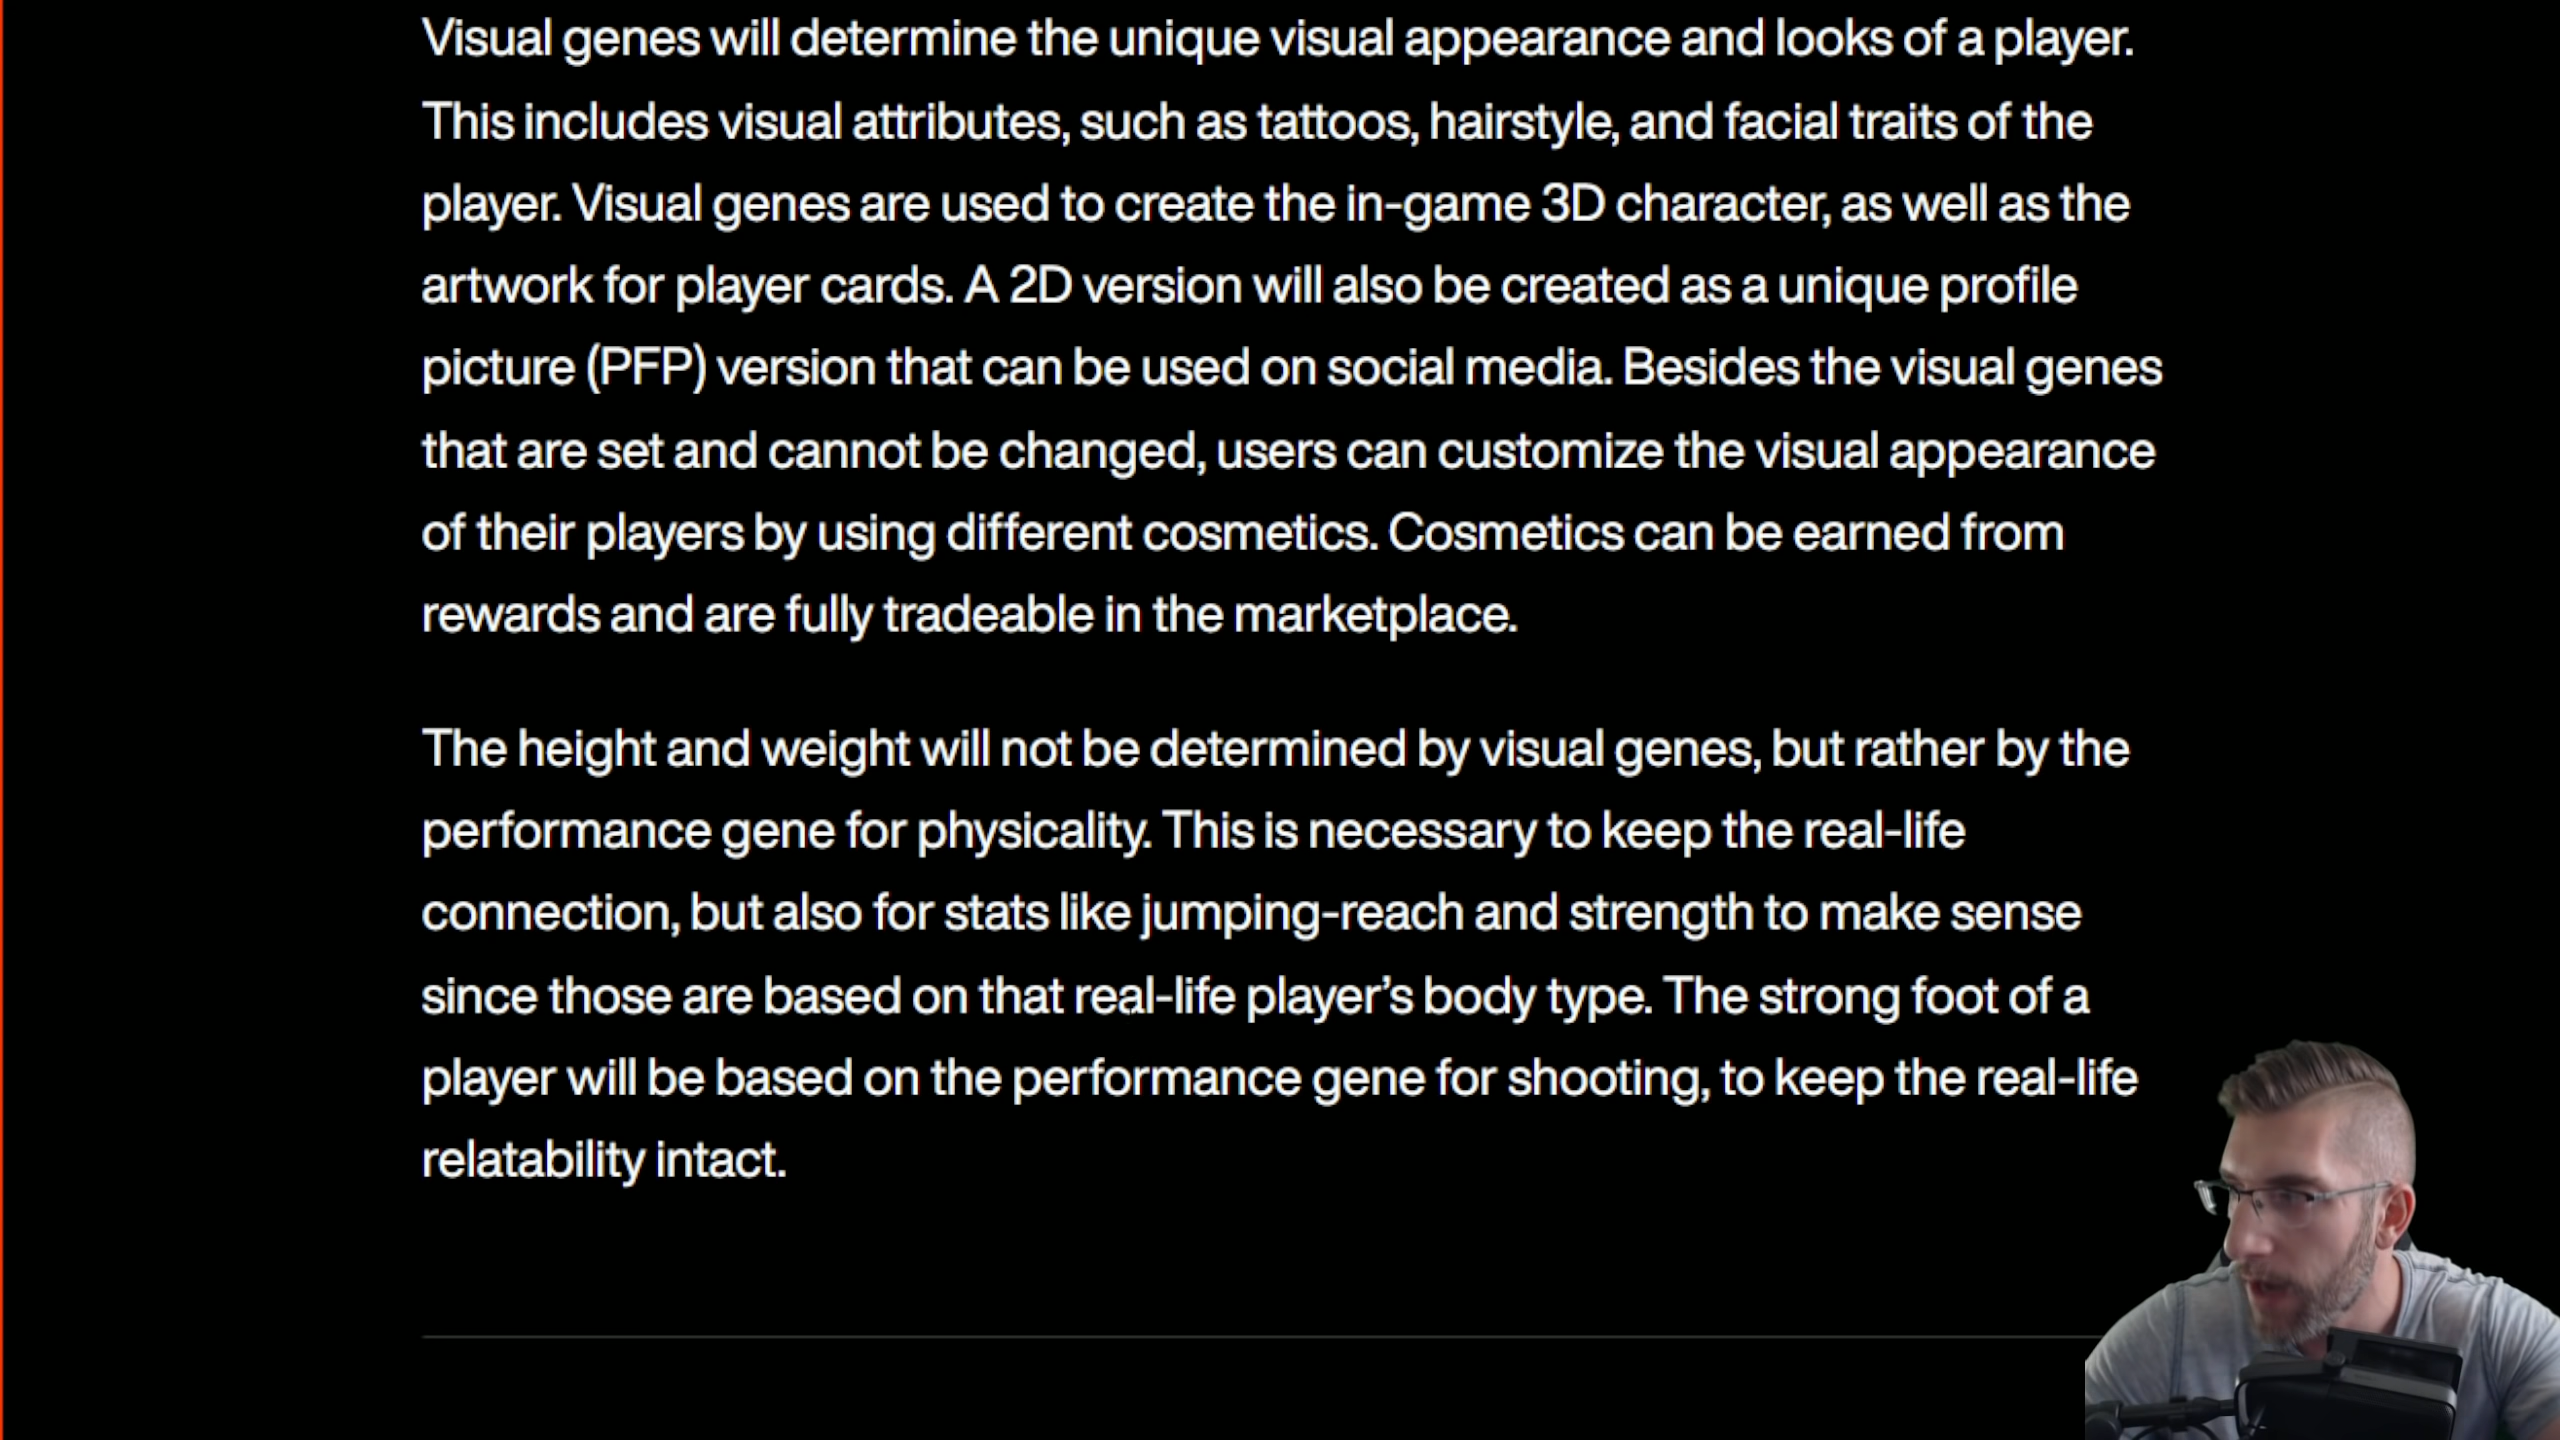 Visual genes will determine the unique visual appearance and looks of a player.
This includes visual attributes, such as tattoos, hairstyle, and facial traits of the
player. Visual genes are used to create the in-game 3D character, as well as the
artwork for player cards. A 2D version will also be created as a unique profile
picture (PFP) version that can be used on social media. Besides the visual genes
that are set and cannot be changed, users can customize the visual appearance
of their players by using different cosmetics. Cosmetics can be earned from
rewards and are fully tradeable in the marketplace.
The height and weight will not be determined by visual genes, but rather by the
performance gene for physicality. This is necessary to keep the real-life
connection, but also for stats like jumping-reach and strength to make sense
since those are based on that real-life player’s body type. The strong foot of a
player will be based on the performance gene for shooting, to keep the real-life
relatability intact.